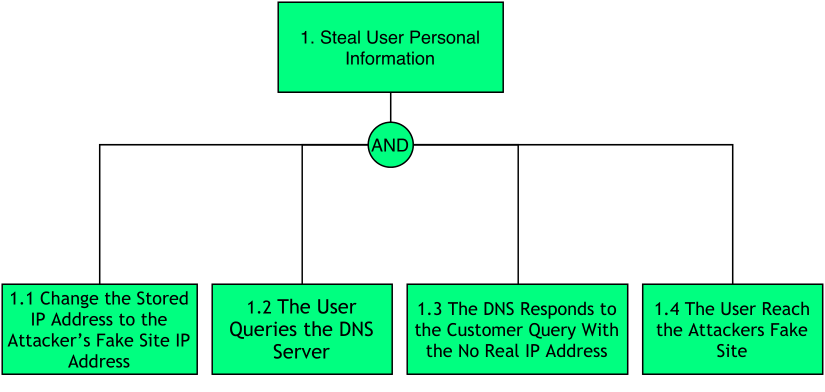 1. Steal User Personal
Information
AND
1.1 Change the Stored
IP Address to the
Attacker's Fake Site IP
Address
1.2 The User
Queries the DNS
Server
1.3 The DNS Responds to
the Customer Query With
the No Real IP Address
1.4 The User Reach
the Attackers Fake
Site